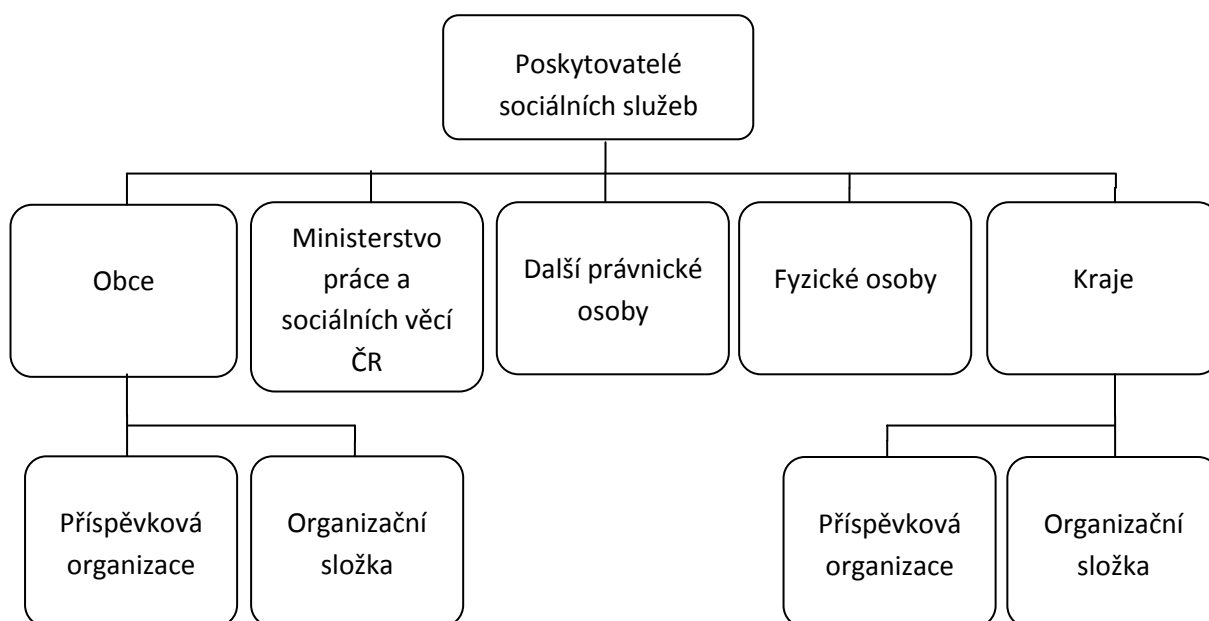 Poskytovatelé
sociálních služeb
Obce
Ministerstvo
práce a
sociálních věcí
ČR
Další právnické
osoby
Fyzické osoby
Kraje
Příspěvková
organizace
Organizační
složka
Příspěvková
organizace
Organizační
složka